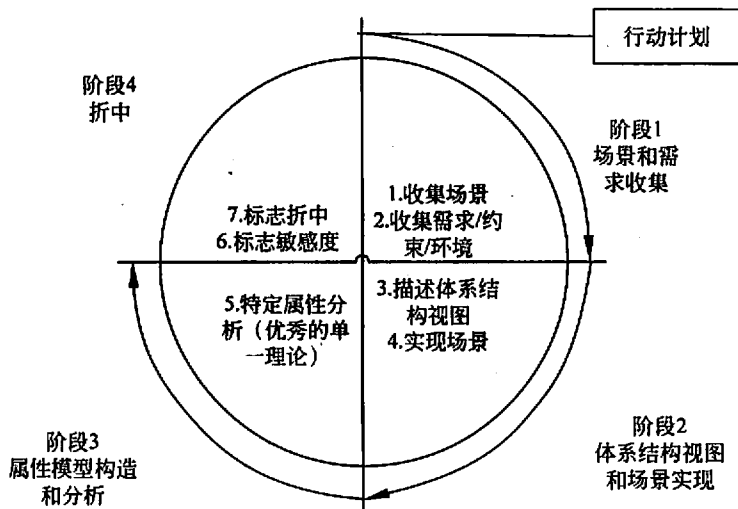 行动计划
阶段4
折中
阶段1
场景和需
求收集
7.标志折中
6.标志敏感度
1.收集场景
2.收集需求/约
束/环境
5.特定属性分
析（优秀的单
一理论）
3.描述体系结
构视图
4.实现场景
阶段3
属性模型构造
和分析
阶段2
体系结构视图
和场景实现